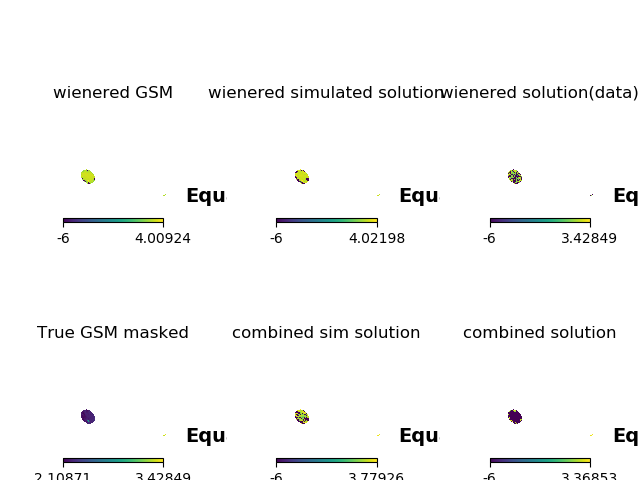 wienered GSM
wienered simulated solution
wienered solution(data)
Equ
Equ
Eq
-6 4.00924
-6 4.02198
-6 3.42849
True GSM masked
combined sim solution
combined solution
Equ
Equ
Eq
2.10871 3.42849
-6 3.77926
-6 3.36853